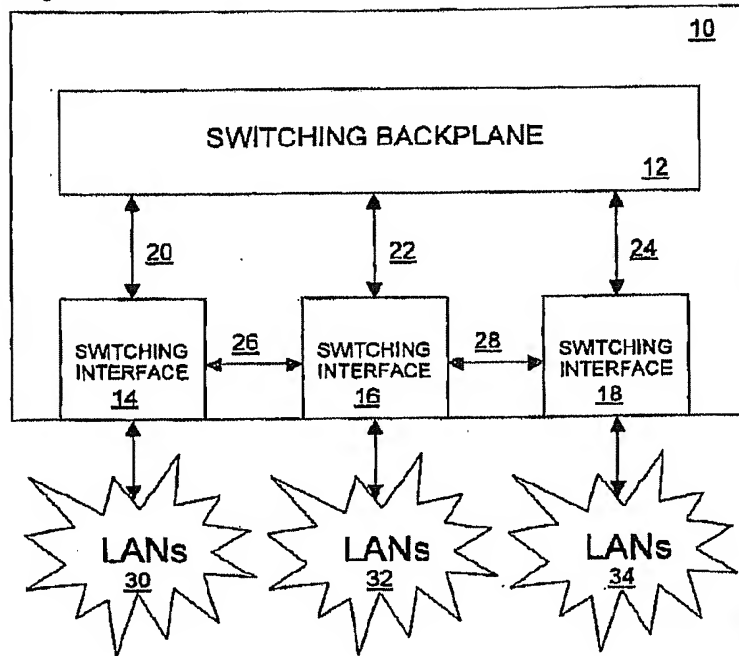 10
SWITCHING BACKPLANE
12
20
22
24
SWITCHING
INTERFACE
14
26
SWITCHING
INTERFACE
16
28
SWITCHING
INTERFACE
18
LANs
30
LANs
32
LANs
34